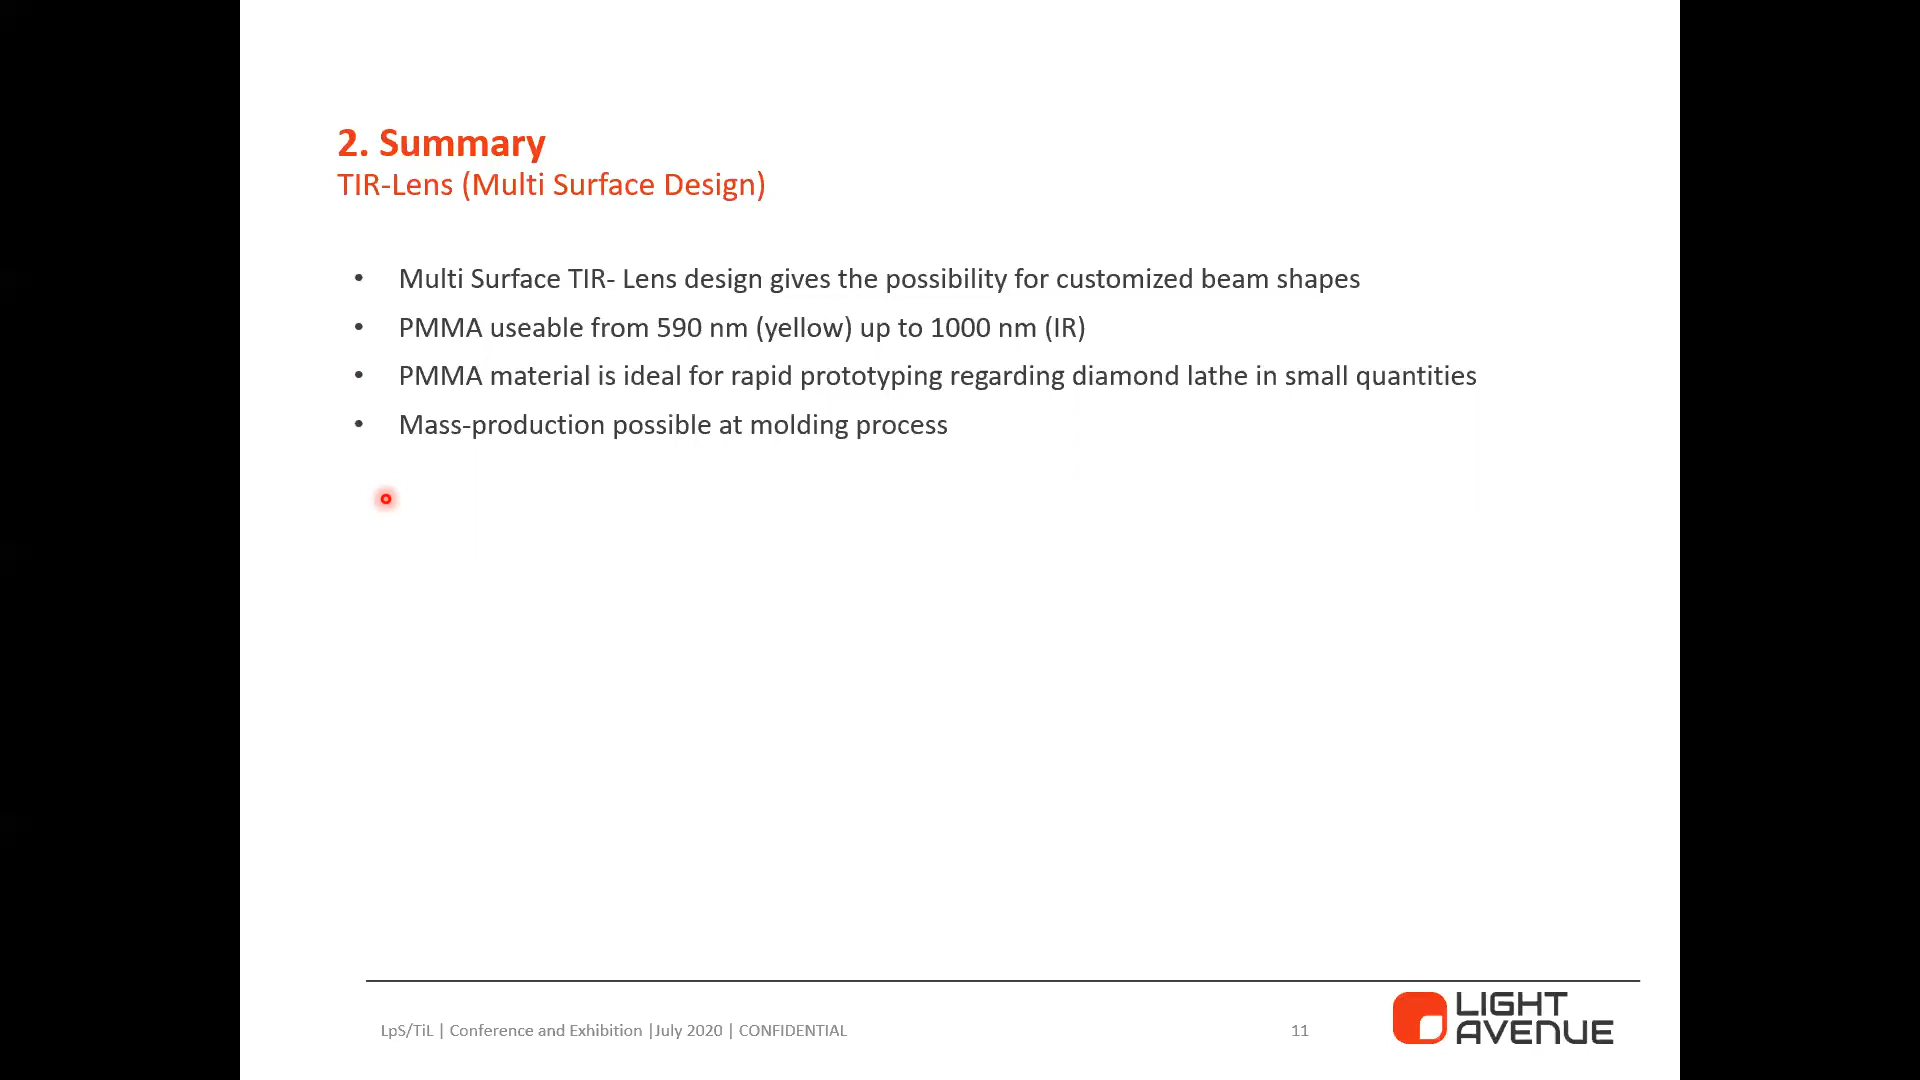 2. Summary
TIR-Lens (Multi Surface Design)
• Multi Surface TIR- Lens design gives the possibility for customized beam shapes
• PMMA useable from 590 nm (yellow) up to 1000 nm (IR)
• PMMA material is ideal for rapid prototyping regarding diamond lathe in small quantities
• Mass-production possible at molding process
LpS/TiL | Conference and Exhibition |July 2020 | CONFIDENTIAL
11
LIGHT
AVENUE